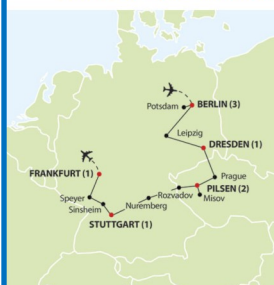 Potsdam
BERLIN (3)
Leipzig
DRESDEN (1)
FRANKFURT (1)
Prague
PILSEN (2)
Rozvadov
Misov
Speyer
Nuremberg
Sinsheim
STUTTGART (1)